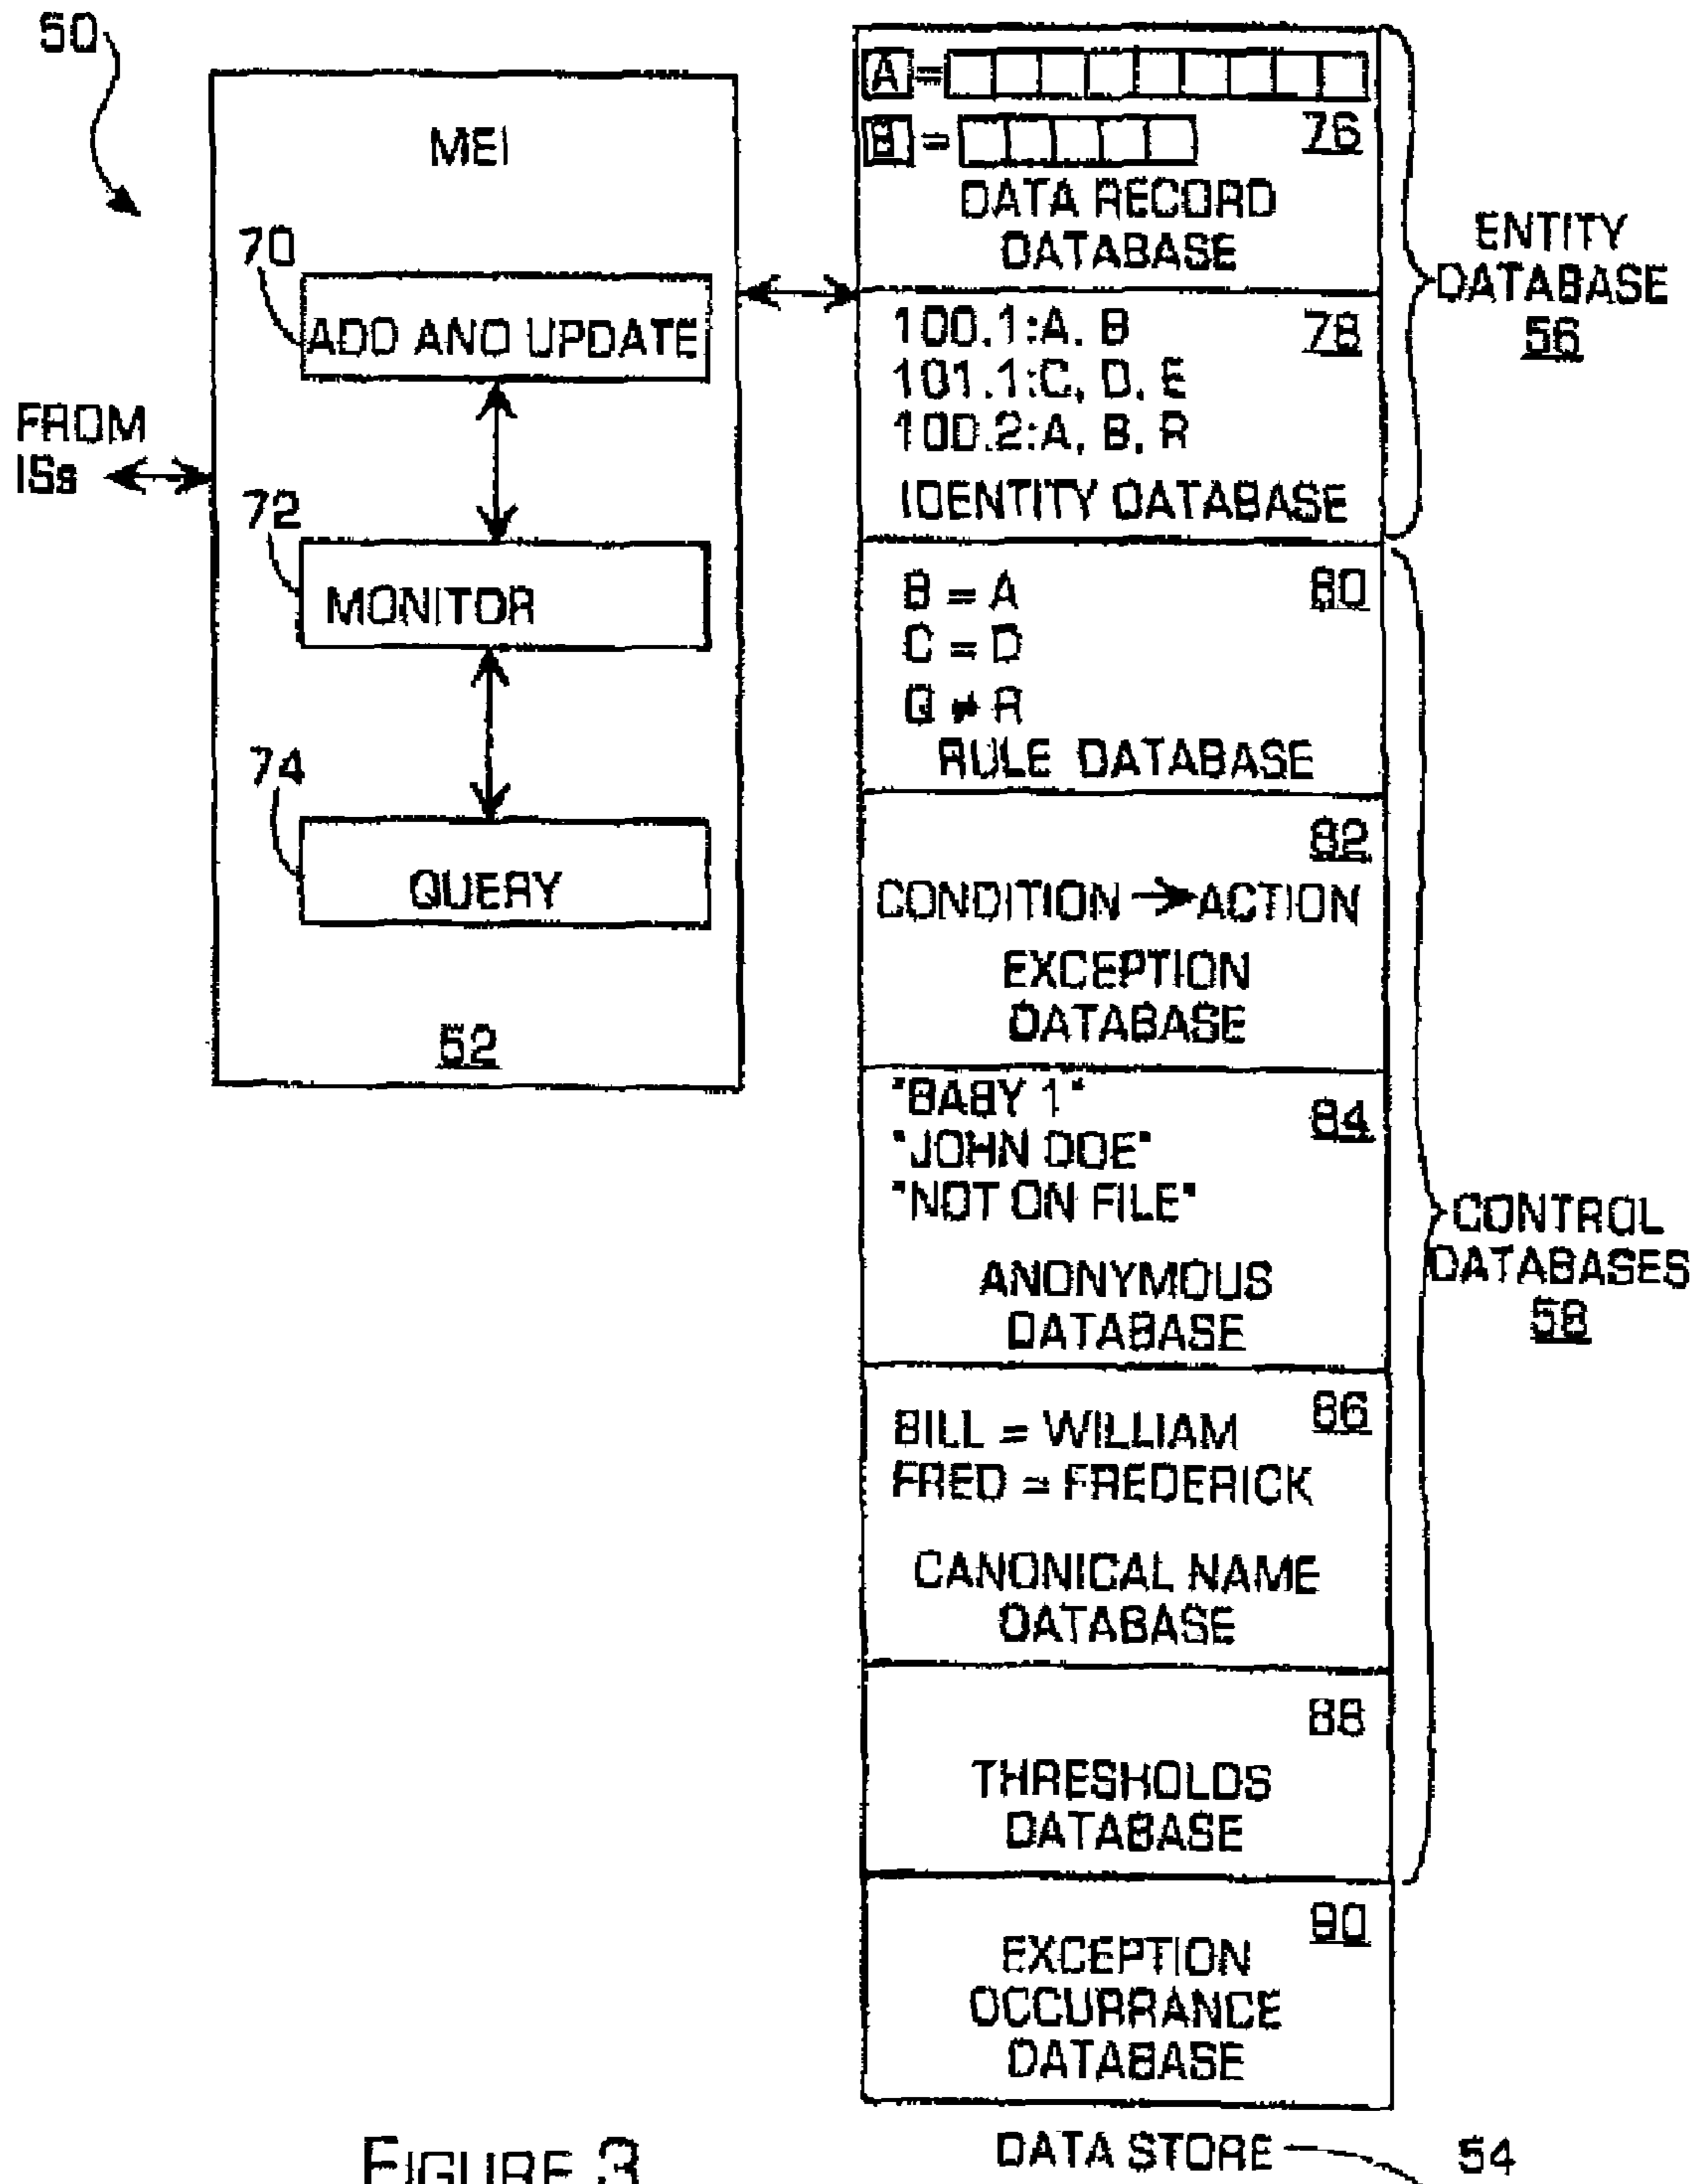 50
MEI
70
ADD AND UPDATE
FROM
ISs
72
MONITOR
74
QUERY
52
A =
B =
76
DATA RECORD
DATABASE
100.1:A, B
78
101.1:C, D, E
100.2:A, B, R
IDENTITY DATABASE
ENTITY
DATABASE
56
B = A
80
C = D
Q ≠ R
RULE DATABASE
82
CONDITION → ACTION
EXCEPTION
DATABASE
"BABY 1"
84
"JOHN DOE"
"NOT ON FILE"
ANONYMOUS
DATABASE
86
BILL = WILLIAM
FRED = FREDERICK
CANONICAL NAME
DATABASE
88
THRESHOLDS
DATABASE
CONTROL
DATABASES
58
90
EXCEPTION
OCCURRANCE
DATABASE
DATA STORE
54
FIGURE 3